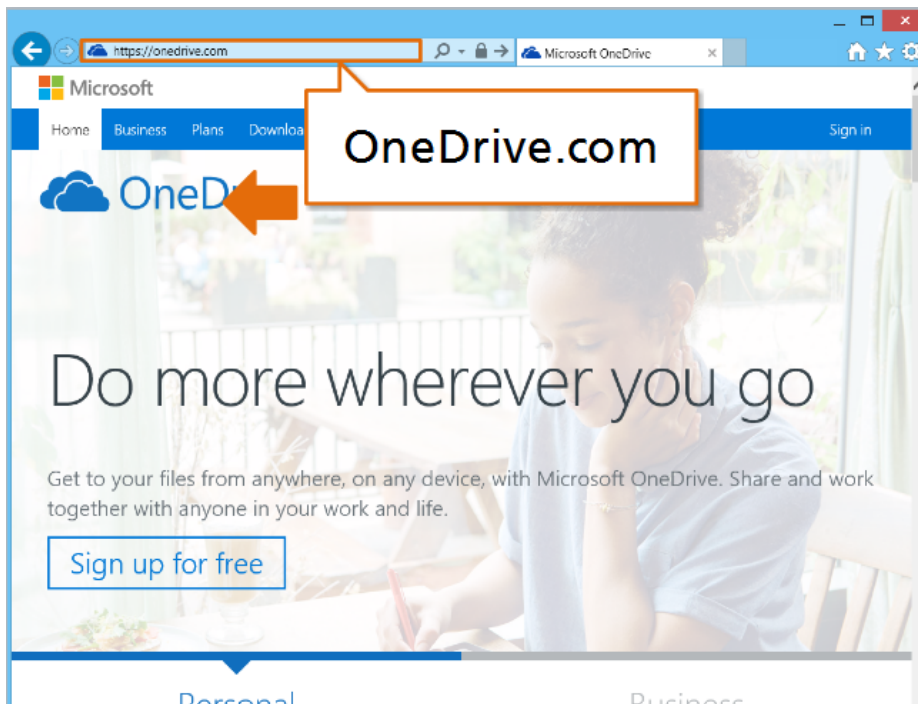 https://onedrive.com
Microsoft OneDrive
Microsoft
Home Business Plans Sign in
OneDrive.com
Do more wherever you go
Get to your files from anywhere, on any device, with Microsoft OneDrive. Share and work
together with anyone in your work and life.
Sign up for free
Personal Business